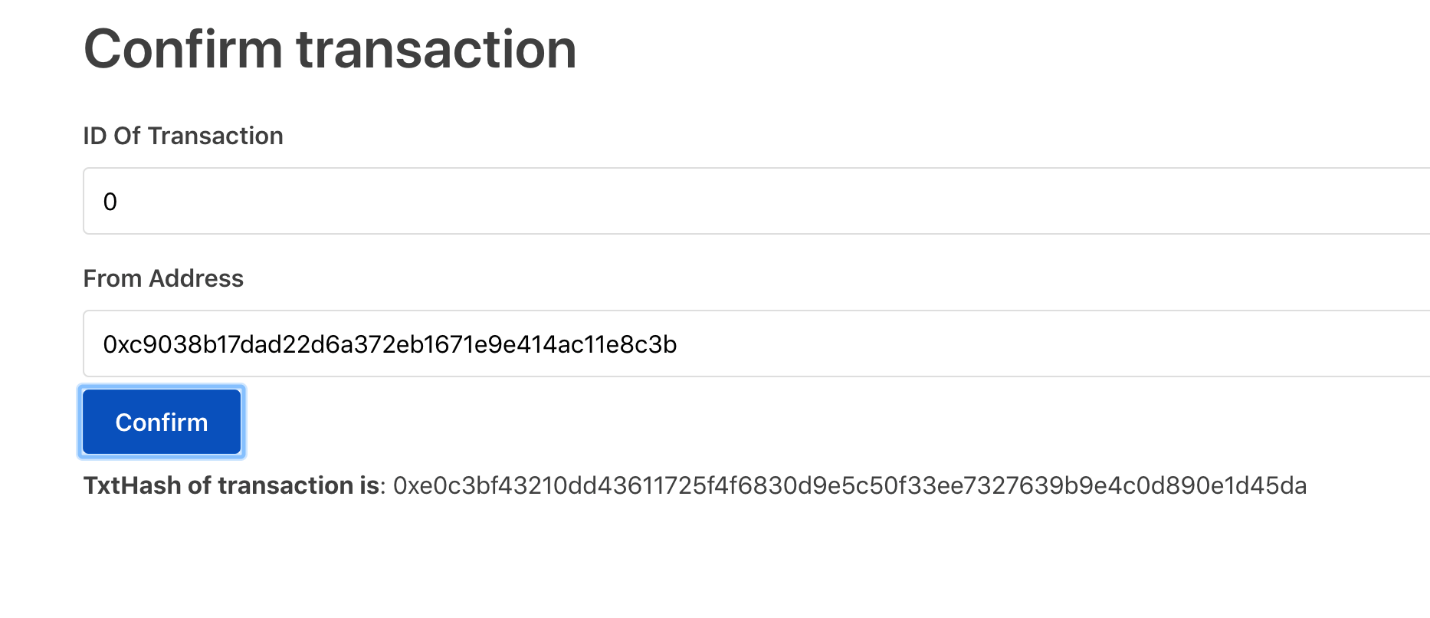 Confirm transaction
ID Of Transaction
0
From Address
0xc9038b17dad22d6a372eb1671e9e414ac11e8c3b
Confirm
TxtHash of transaction is: 0xe0c3bf43210dd43611725f4f6830d9e5c50f33ee7327639b9e4c0d890e1d45da